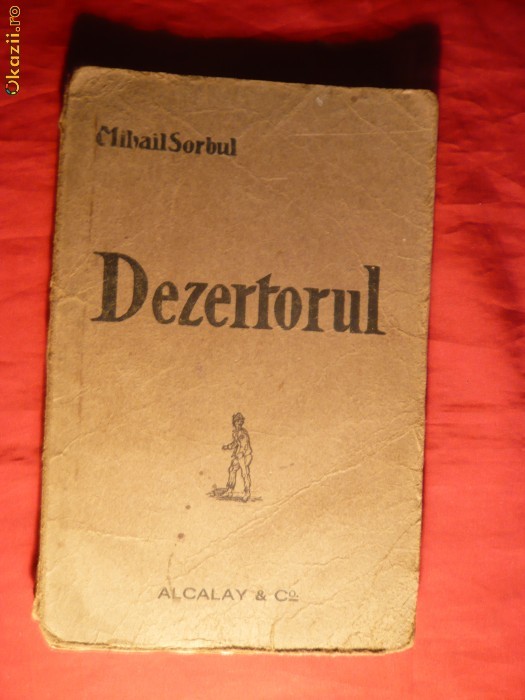 Okazii.ro
Mihail Sorbul
Dezertorul
ALCALAY & Co.